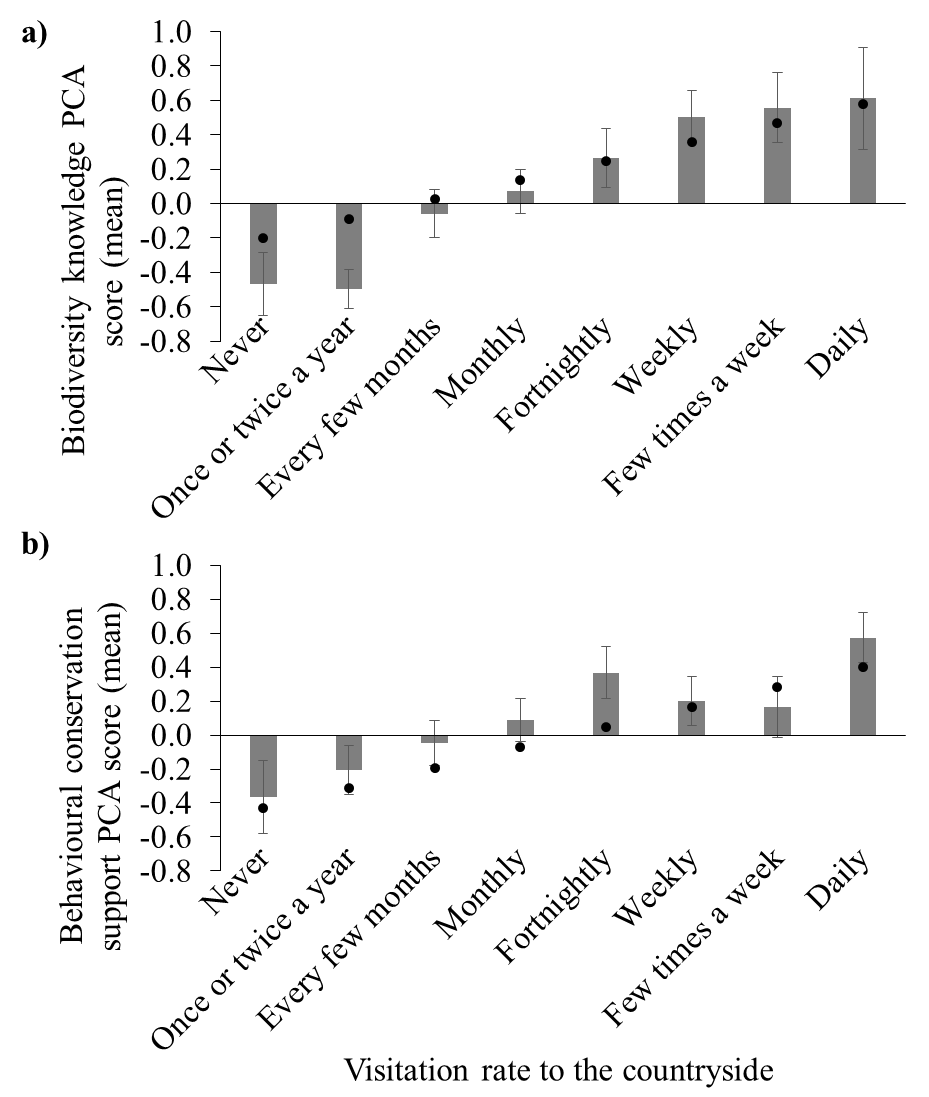 a)
Biodiversity knowledge PCA
score (mean)
1.0
0.8
0.6
0.4
0.2
0.0
-0.2
-0.4
-0.6
-0.8
Never
Once or twice a year
Every few months
Monthly
Fortnightly
Weekly
Few times a week
Daily
b)
Behavioural conservation
support PCA score (mean)
1.0
0.8
0.6
0.4
0.2
0.0
-0.2
-0.4
-0.6
-0.8
Never
Once or twice a year
Every few months
Monthly
Fortnightly
Weekly
Few times a week
Daily
Visitation rate to the countryside